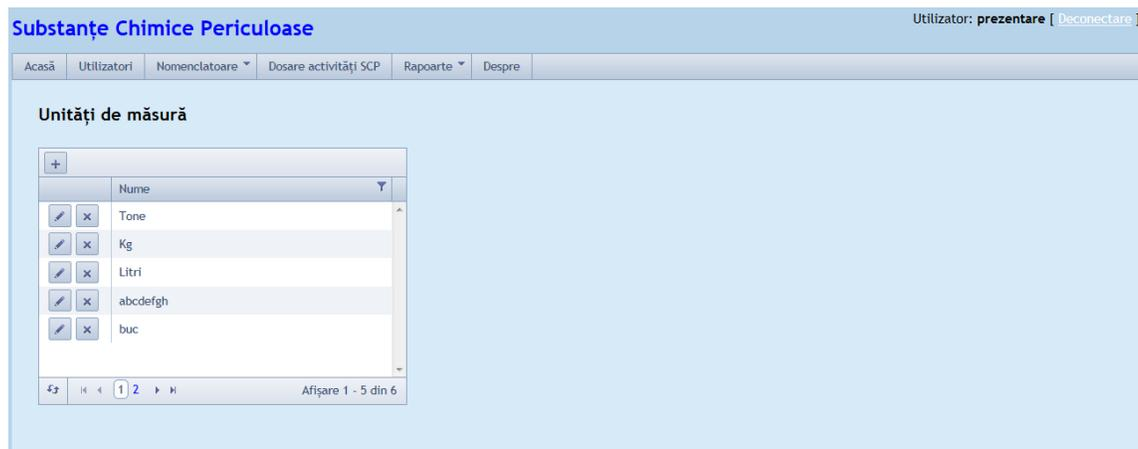 Substanțe Chimice Periculoase
Utilizator: prezentare [ Deconectare ]
Acasă Utilizatori Nomenclatoare Dosare activități SCP Rapoarte Despre
Unități de măsură
+
Nume
Tone
Kg
Litri
abcdefgh
buc
1 2 Afișare 1 - 5 din 6